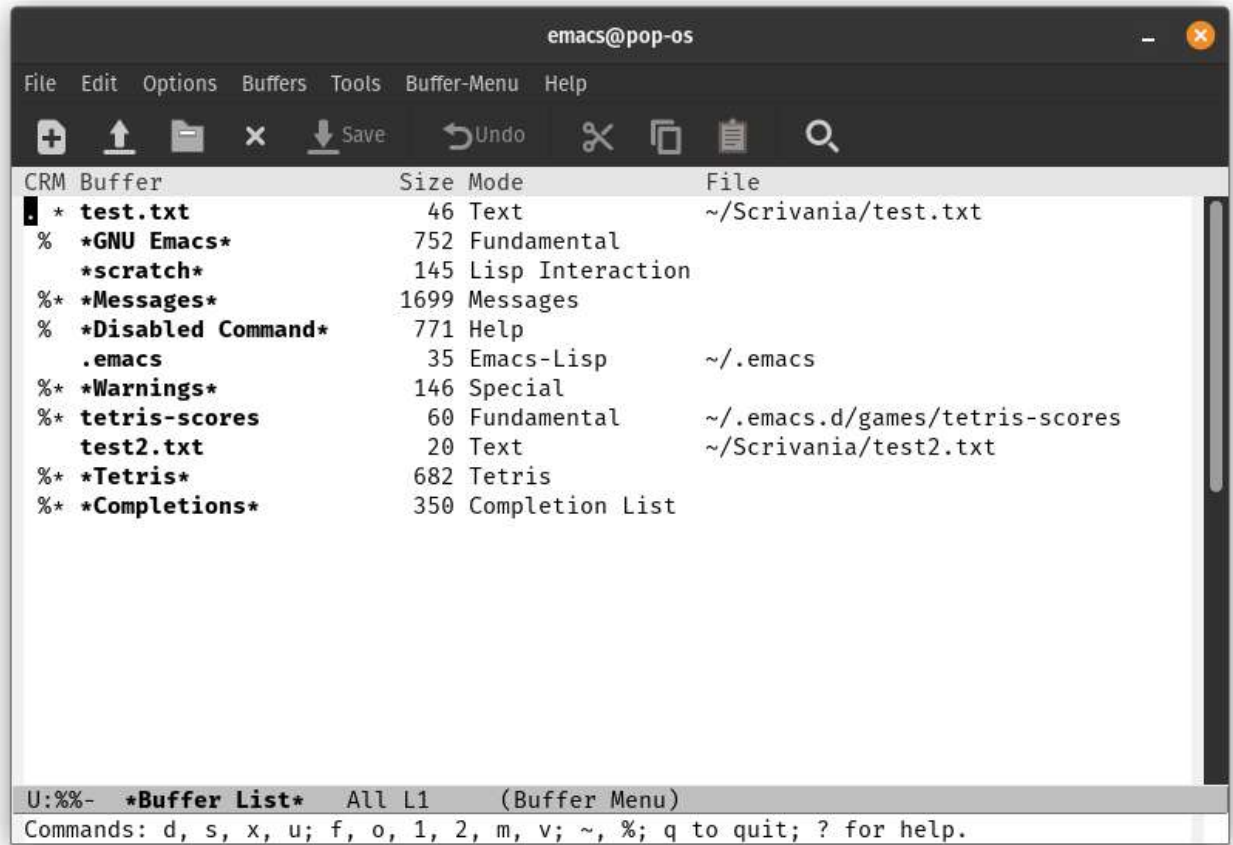 emacs@pop-os
File Edit Options Buffers Tools Buffer-Menu Help
Save Undo
CRM Buffer Size Mode File
. * test.txt 46 Text ~/Scrivania/test.txt
% *GNU Emacs* 752 Fundamental
*scratch* 145 Lisp Interaction
%* *Messages* 1699 Messages
% *Disabled Command* 771 Help
.emacs 35 Emacs-Lisp ~/.emacs
%* *Warnings* 146 Special
%* tetris-scores 60 Fundamental ~/.emacs.d/games/tetris-scores
test2.txt 20 Text ~/Scrivania/test2.txt
%* *Tetris* 682 Tetris
%* *Completions* 350 Completion List
U:%%- *Buffer List* All L1 (Buffer Menu)
Commands: d, s, x, u; f, o, 1, 2, m, v; ~, %; q to quit; ? for help.